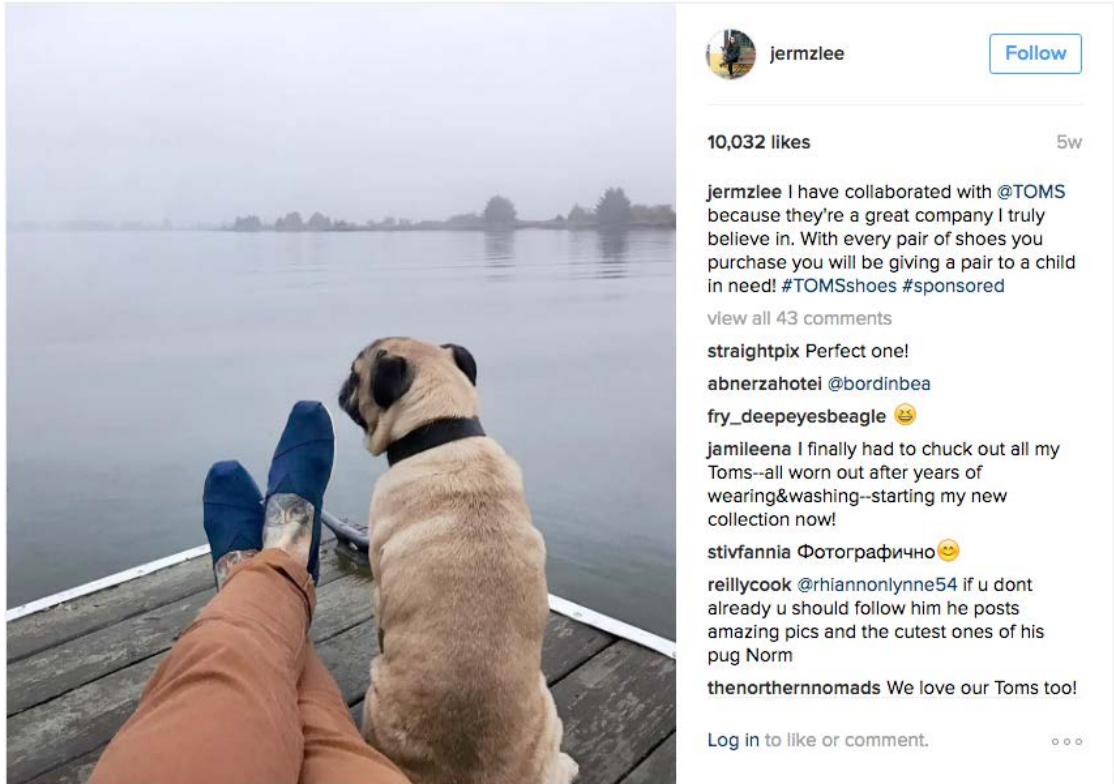 jermzlee
Follow
10,032 likes
5w
jermzlee I have collaborated with @TOMS
because they're a great company I truly
believe in. With every pair of shoes you
purchase you will be giving a pair to a child
in need! #TOMSshoes #sponsored
view all 43 comments
straightpix Perfect one!
abnerzahotei @bordinbea
fry_deepeyesbeagle 😆
jamileena I finally had to chuck out all my
Toms--all worn out after years of
wearing&washing--starting my new
collection now!
stivfannia Фотографично😊
reillycook @rhiannonlynne54 if u dont
already u should follow him he posts
amazing pics and the cutest ones of his
pug Norm
thenorthernnomads We love our Toms too!
Log in to like or comment.